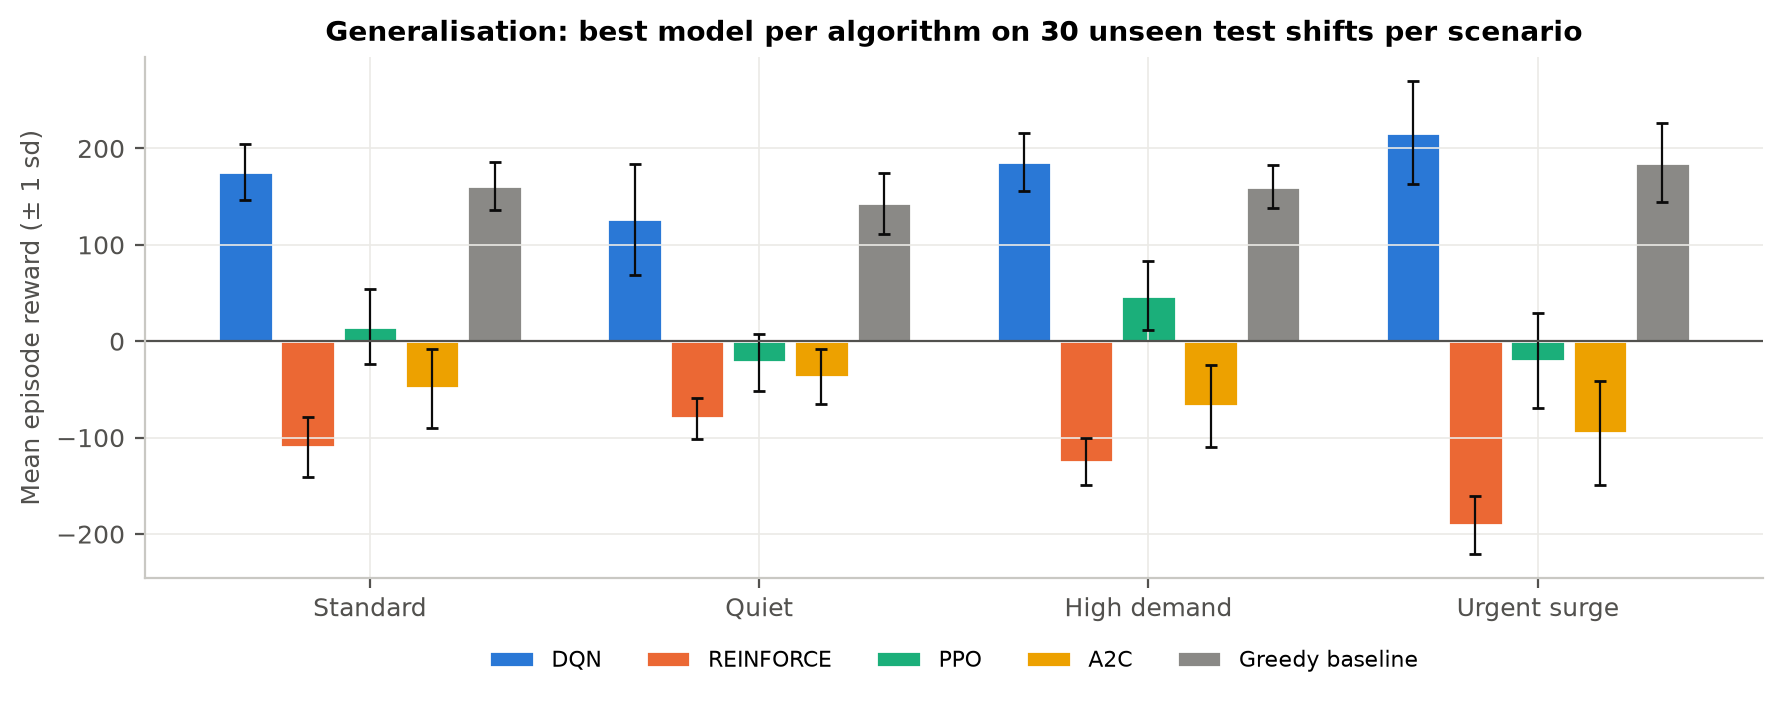 Generalisation: best model per algorithm on 30 unseen test shifts per scenario
Mean episode reward (± 1 sd)
200
100
0
−100
−200
Standard Quiet High demand Urgent surge
DQN REINFORCE PPO A2C Greedy baseline